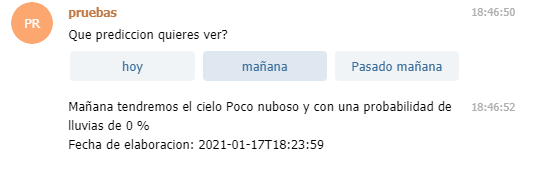 PR
pruebas 18:46:50
Que prediccion quieres ver?
hoy mañana Pasado mañana
Mañana tendremos el cielo Poco nuboso y con una probabilidad de 18:46:52
lluvias de 0 %
Fecha de elaboracion: 2021-01-17T18:23:59